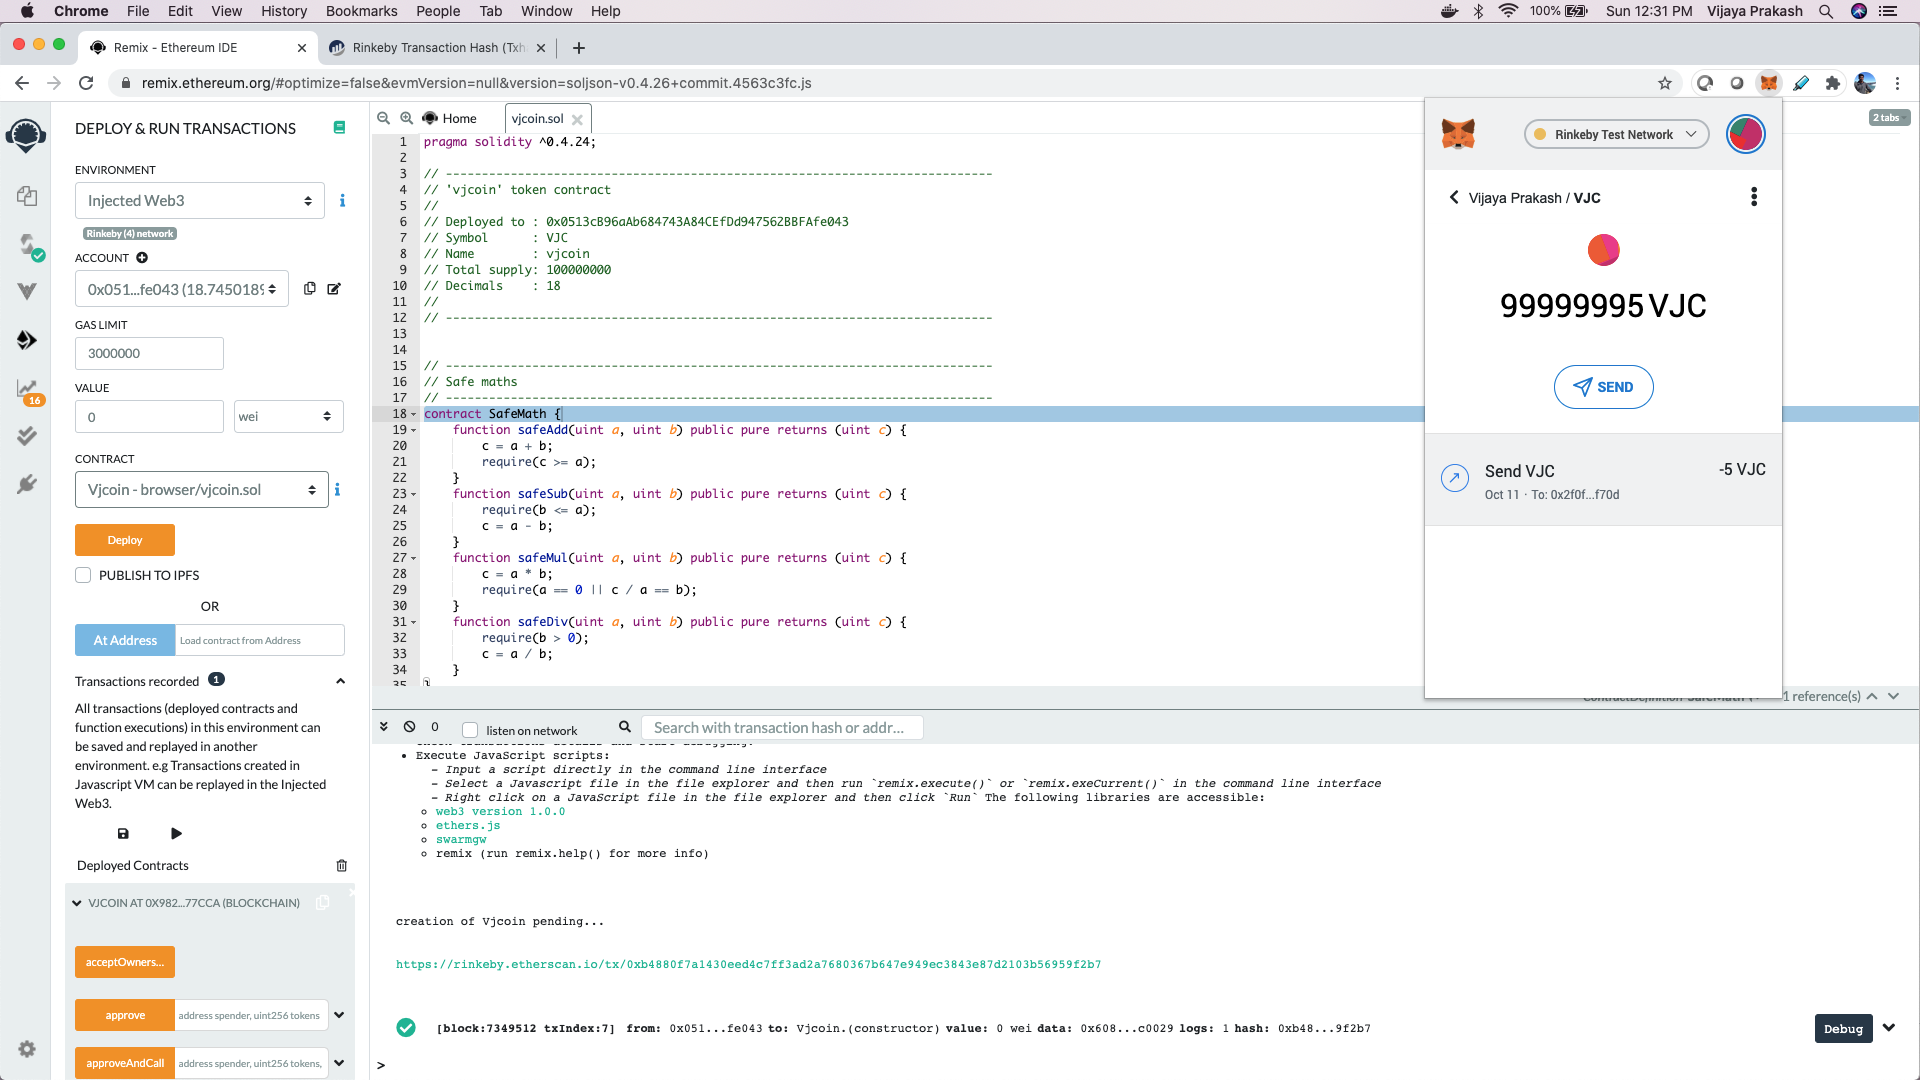 Chrome File Edit View History Bookmarks People Tab Window Help 100% Sun 12:31 PM Vijaya Prakash
Remix - Ethereum IDE
Rinkeby Transaction Hash (Txh
remix.ethereum.org/#optimize=false&evmVersion=null&version=soljson-v0.4.26+commit.4563c3fc.js
2 tabs
DEPLOY & RUN TRANSACTIONS
ENVIRONMENT
Injected Web3
i
Rinkeby (4) network
ACCOUNT
0x051...fe043 (18.7450189
GAS LIMIT
3000000
VALUE
0
wei
16
CONTRACT
Vjcoin - browser/vjcoin.sol
i
Deploy
PUBLISH TO IPFS
OR
At Address
Load contract from Address
Transactions recorded 1
All transactions (deployed contracts and
function executions) in this environment can
be saved and replayed in another
environment. e.g Transactions created in
Javascript VM can be replayed in the Injected
Web3.
Deployed Contracts
VJCOIN AT 0X982...77CCA (BLOCKCHAIN)
acceptOwners...
approve
address spender, uint256 tokens
approveAndCall
address spender, uint256 tokens,
Home
vjcoin.sol
1 pragma solidity ^0.4.24;
2
3 // ----------------------------------------------------------------------------
4 // 'vjcoin' token contract
5 //
6 // Deployed to : 0x0513cB96aAb684743A84CEfDd947562BBFAfe043
7 // Symbol      : VJC
8 // Name        : vjcoin
9 // Total supply: 100000000
10 // Decimals    : 18
11 //
12 // ----------------------------------------------------------------------------
13
14
15 // ----------------------------------------------------------------------------
16 // Safe maths
17 // ----------------------------------------------------------------------------
18 contract SafeMath {
19     function safeAdd(uint a, uint b) public pure returns (uint c) {
20         c = a + b;
21         require(c >= a);
22     }
23     function safeSub(uint a, uint b) public pure returns (uint c) {
24         require(b <= a);
25         c = a - b;
26     }
27     function safeMul(uint a, uint b) public pure returns (uint c) {
28         c = a * b;
29         require(a == 0 || c / a == b);
30     }
31     function safeDiv(uint a, uint b) public pure returns (uint c) {
32         require(b > 0);
33         c = a / b;
34     }
35 }
1 reference(s)
Rinkeby Test Network
Vijaya Prakash / VJC
99999995 VJC
SEND
Send VJC
-5 VJC
Oct 11 · To: 0x2f0f...f70d
0
listen on network
Search with transaction hash or addr...
• Execute JavaScript scripts:
- Input a script directly in the command line interface
- Select a Javascript file in the file explorer and then run `remix.execute()` or `remix.exeCurrent()` in the command line interface
- Right click on a JavaScript file in the file explorer and then click `Run` The following libraries are accessible:
web3 version 1.0.0
ethers.js
swarmgw
remix (run remix.help() for more info)
creation of Vjcoin pending...
https://rinkeby.etherscan.io/tx/0xb4880f7a1430eed4c7ff3ad2a7680367b647e949ec3843e87d2103b56959f2b7
[block:7349512 txIndex:7] from: 0x051...fe043 to: Vjcoin.(constructor) value: 0 wei data: 0x608...c0029 logs: 1 hash: 0xb48...9f2b7
Debug
>